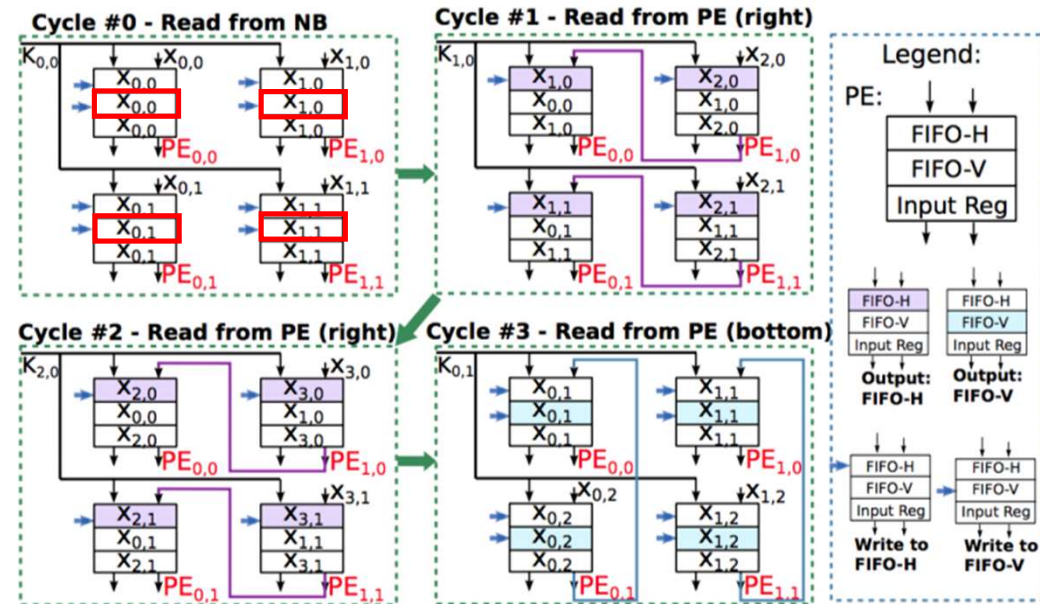 Cycle #0 - Read from NB
K0,0
X0,0
X1,0
X0,0
X1,0
X0,0
X1,0
X0,0
X1,0
PE0,0
PE1,0
X0,1
X1,1
X0,1
X1,1
X0,1
X1,1
X0,1
X1,1
PE0,1
PE1,1
Cycle #1 - Read from PE (right)
K1,0
X2,0
X1,0
X2,0
X0,0
X1,0
X1,0
X2,0
PE0,0
PE1,0
X2,1
X1,1
X2,1
X0,1
X1,1
X1,1
X2,1
PE0,1
PE1,1
Cycle #2 - Read from PE (right)
K2,0
X3,0
X2,0
X3,0
X0,0
X1,0
X2,0
X3,0
PE0,0
PE1,0
X3,1
X2,1
X3,1
X0,1
X1,1
X2,1
X3,1
PE0,1
PE1,1
Cycle #3 - Read from PE (bottom)
K0,1
X0,1
X1,1
X0,1
X1,1
X0,1
X1,1
PE0,0
PE1,0
X0,2
X1,2
X0,2
X1,2
X0,2
X1,2
X0,2
X1,2
PE0,1
PE1,1
Legend:
PE:
FIFO-H
FIFO-V
Input Reg
FIFO-H
FIFO-V
Input Reg
Output:
FIFO-H
FIFO-H
FIFO-V
Input Reg
Output:
FIFO-V
FIFO-H
FIFO-V
Input Reg
Write to
FIFO-H
FIFO-H
FIFO-V
Input Reg
Write to
FIFO-V